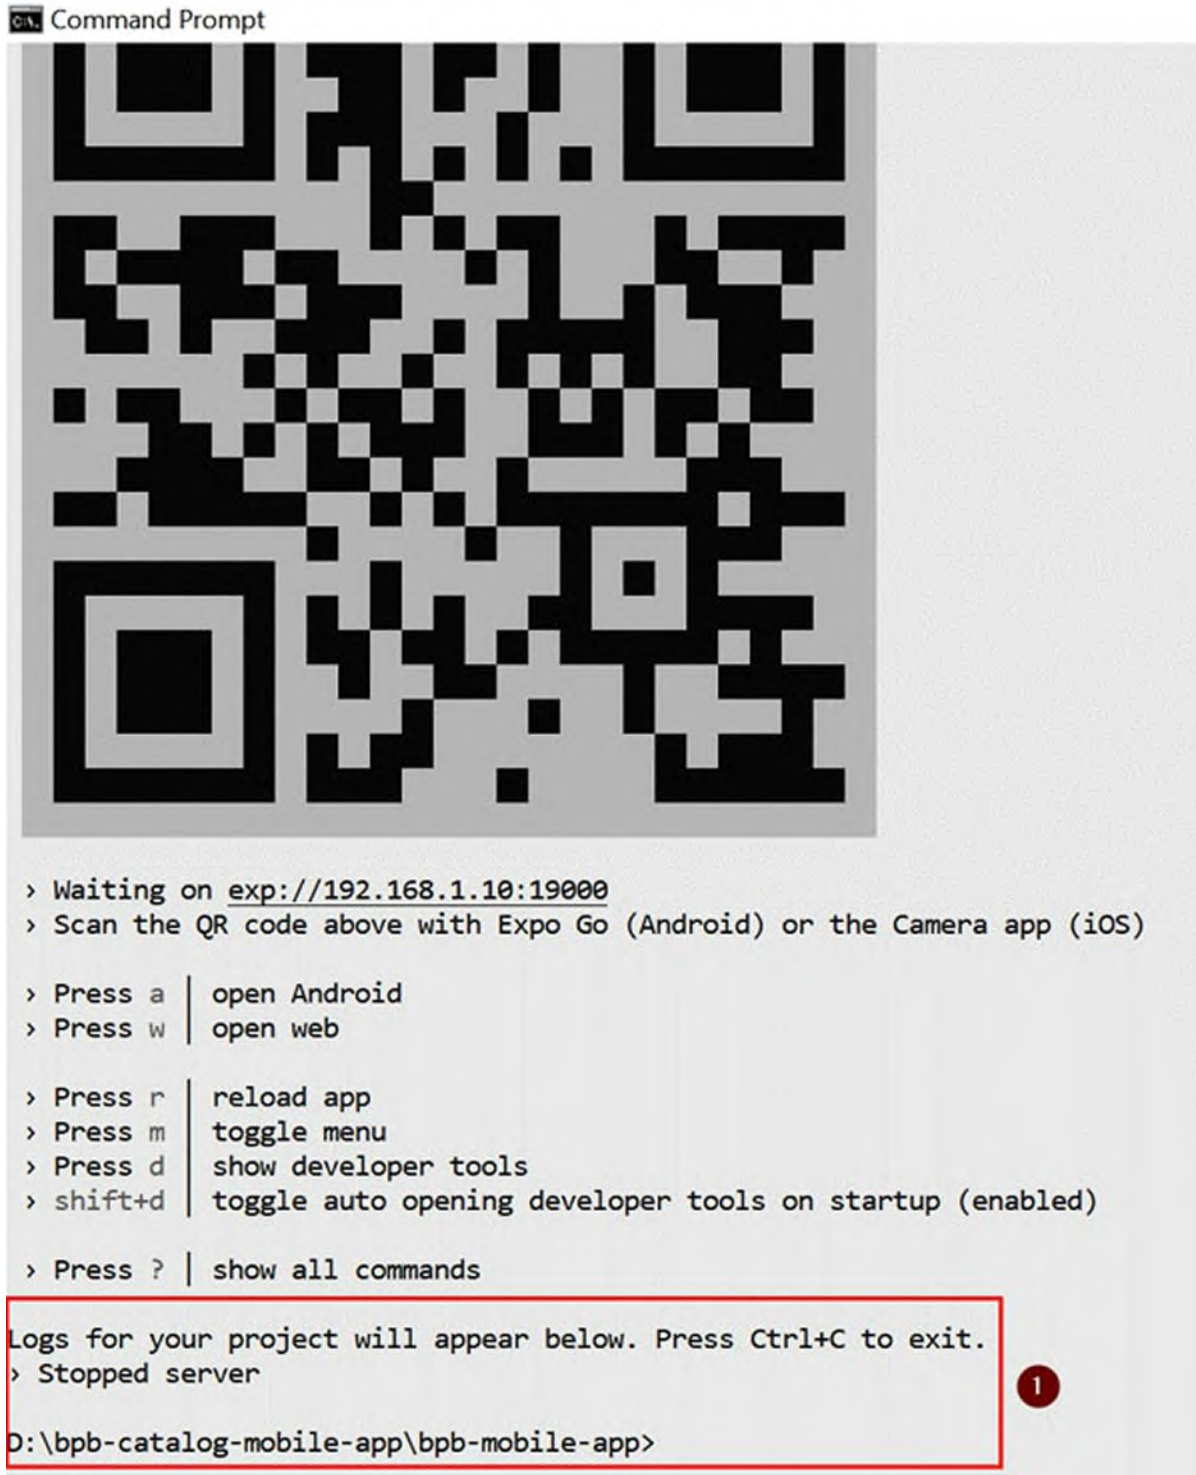 Command Prompt
› Waiting on exp://192.168.1.10:19000
› Scan the QR code above with Expo Go (Android) or the Camera app (iOS)
› Press a │ open Android
› Press w │ open web
› Press r │ reload app
› Press m │ toggle menu
› Press d │ show developer tools
› shift+d │ toggle auto opening developer tools on startup (enabled)
› Press ? │ show all commands
Logs for your project will appear below. Press Ctrl+C to exit.
› Stopped server
1
D:\bpb-catalog-mobile-app\bpb-mobile-app>